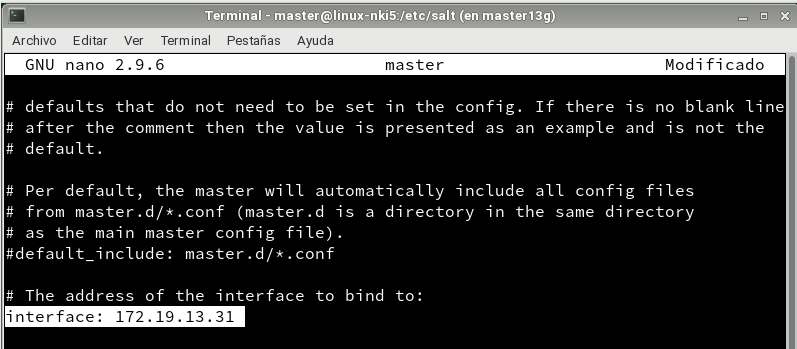 Terminal - master@linux-nki5:/etc/salt (en master13g)
Archivo Editar Ver Terminal Pestañas Ayuda
GNU nano 2.9.6 master Modificado
# defaults that do not need to be set in the config. If there is no blank line
# after the comment then the value is presented as an example and is not the
# default.
# Per default, the master will automatically include all config files
# from master.d/*.conf (master.d is a directory in the same directory
# as the main master config file).
#default_include: master.d/*.conf
# The address of the interface to bind to:
interface: 172.19.13.31